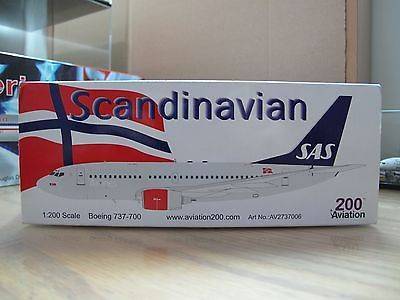 Scandinavian
SAS
1:200 Scale Boeing 737-700 www.aviation200.com Art No.:AV2737006
200
Aviation